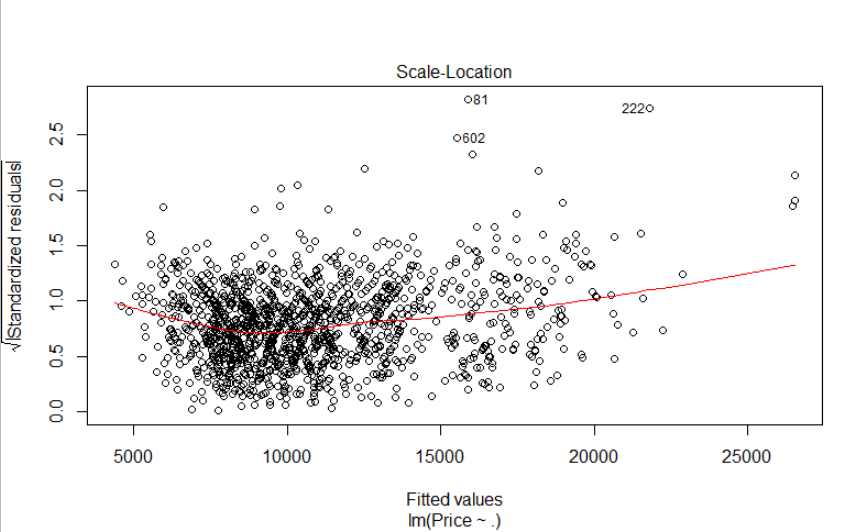 Scale-Location
√|Standardized residuals|
2.5
2.0
1.5
1.0
0.5
0.0
81
222
602
5000 10000 15000 20000 25000
Fitted values
lm(Price ~ .)